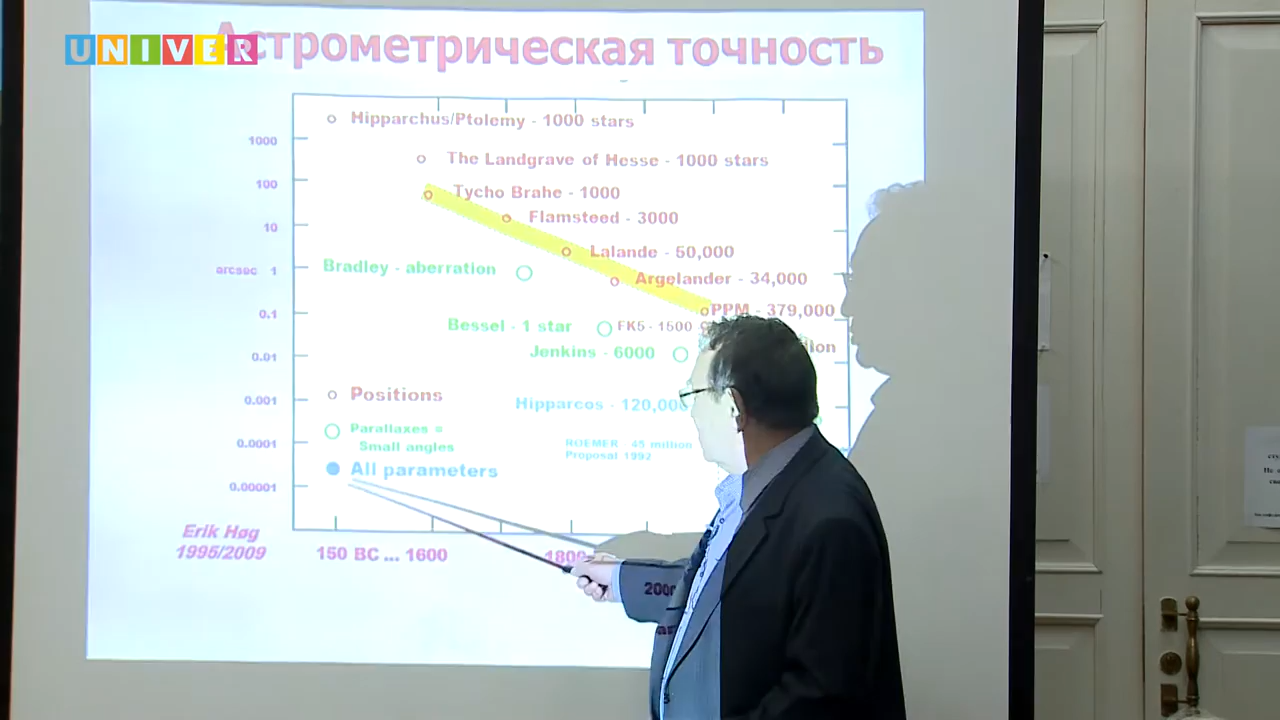 UNIVER
Астрометрическая точность
Hipparchus/Ptolemy - 1000 stars
1000
The Landgrave of Hesse - 1000 stars
100
Tycho Brahe - 1000
10
Flamsteed - 3000
Lalande - 50,000
arcsec 1
Bradley - aberration
Argelander - 34,000
0.1
PPM - 379,000
Bessel - 1 star
FK5 - 1500
0.01
Jenkins - 6000
0.001
Positions
Hipparcos - 120,000
Parallaxes =
Small angles
0.0001
ROEMER 45 million
Proposal 1992
All parameters
0.00001
Erik Høg
1995/2009
150 BC ... 1600
1800